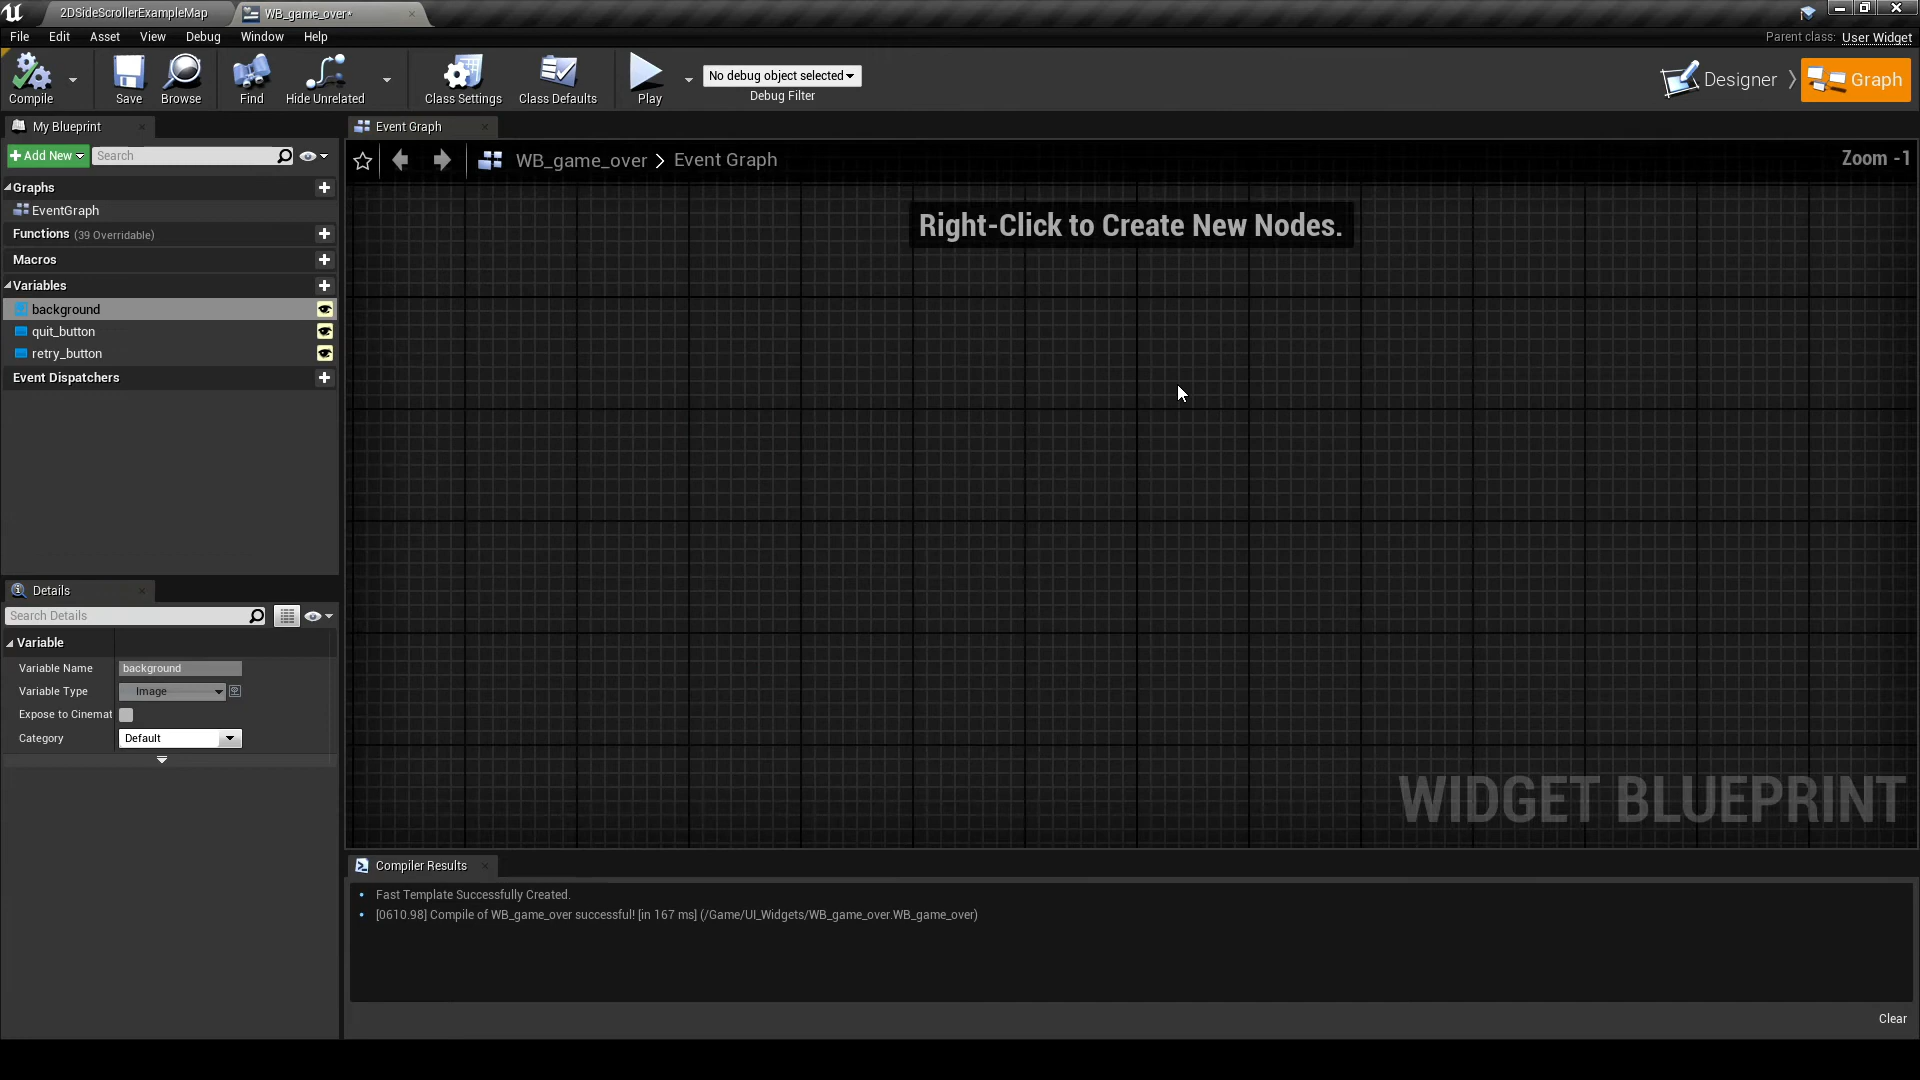 2DSideScrollerExampleMap
WB_game_over*
File Edit Asset View Debug Window Help
Parent class: User Widget
Compile
Save
Browse
Find
Hide Unrelated
Class Settings
Class Defaults
Play
No debug object selected
Debug Filter
Designer
Graph
My Blueprint
Event Graph
Add New
Search
WB_game_over > Event Graph
Zoom -1
Graphs
EventGraph
Functions (39 Overridable)
Right-Click to Create New Nodes.
Macros
Variables
background
quit_button
retry_button
Event Dispatchers
Details
Search Details
Variable
Variable Name background
Variable Type Image
Expose to Cinemat
Category Default
WIDGET BLUEPRINT
Compiler Results
Fast Template Successfully Created.
[0610.98] Compile of WB_game_over successful! [in 167 ms] (/Game/UI_Widgets/WB_game_over.WB_game_over)
Clear